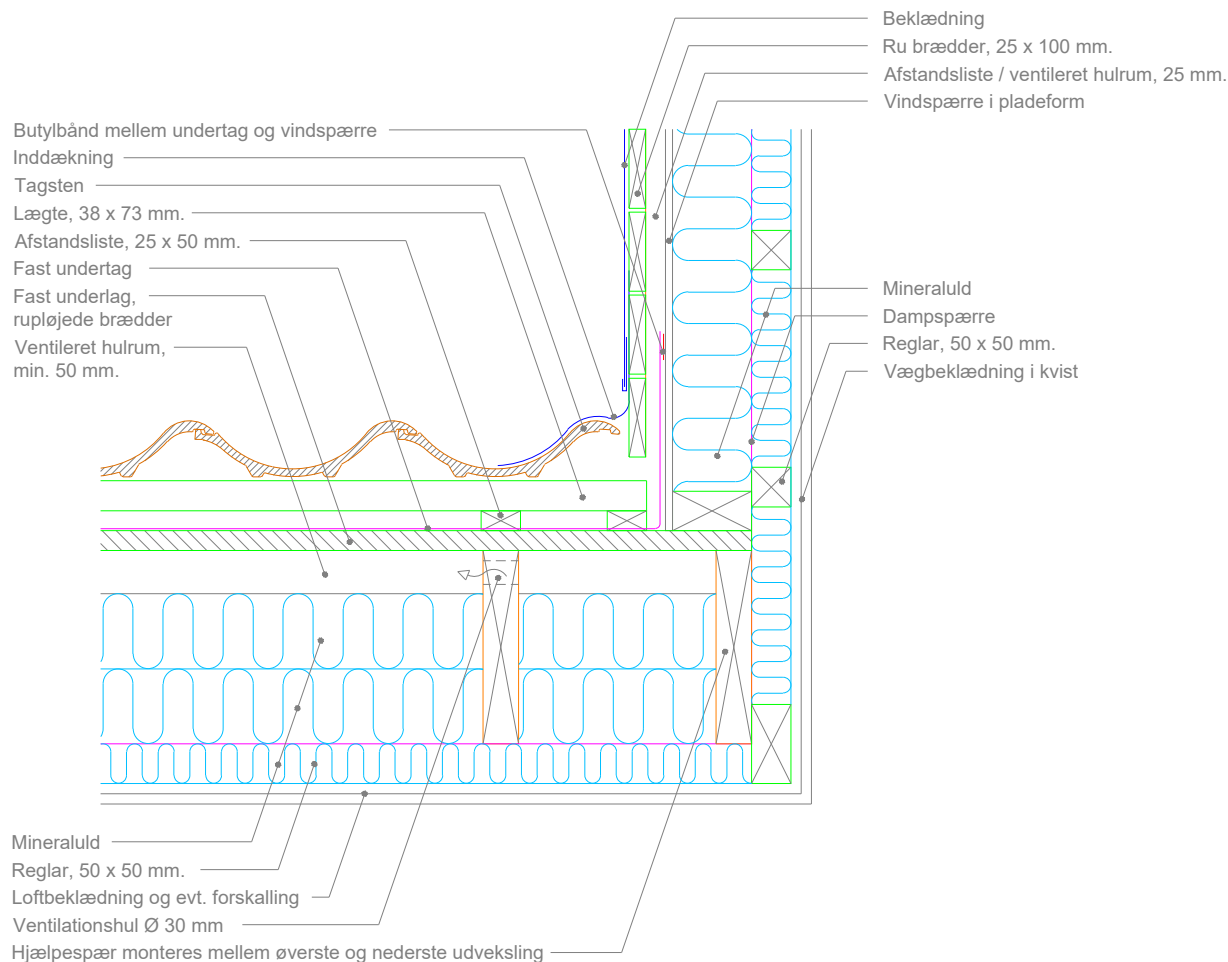 Beklædning
Ru brædder, 25 x 100 mm.
Afstandsliste / ventileret hulrum, 25 mm.
Vindspærre i pladeform
Butylbånd mellem undertag og vindspærre
Inddækning
Tagsten
Lægte, 38 x 73 mm.
Afstandsliste, 25 x 50 mm.
Fast undertag
Fast underlag,
rupløjede brædder
Ventileret hulrum,
min. 50 mm.
Mineraluld
Dampspærre
Reglar, 50 x 50 mm.
Vægbeklædning i kvist
Mineraluld
Reglar, 50 x 50 mm.
Loftbeklædning og evt. forskalling
Ventilationshul Ø 30 mm
Hjælpespær monteres mellem øverste og nederste udveksling